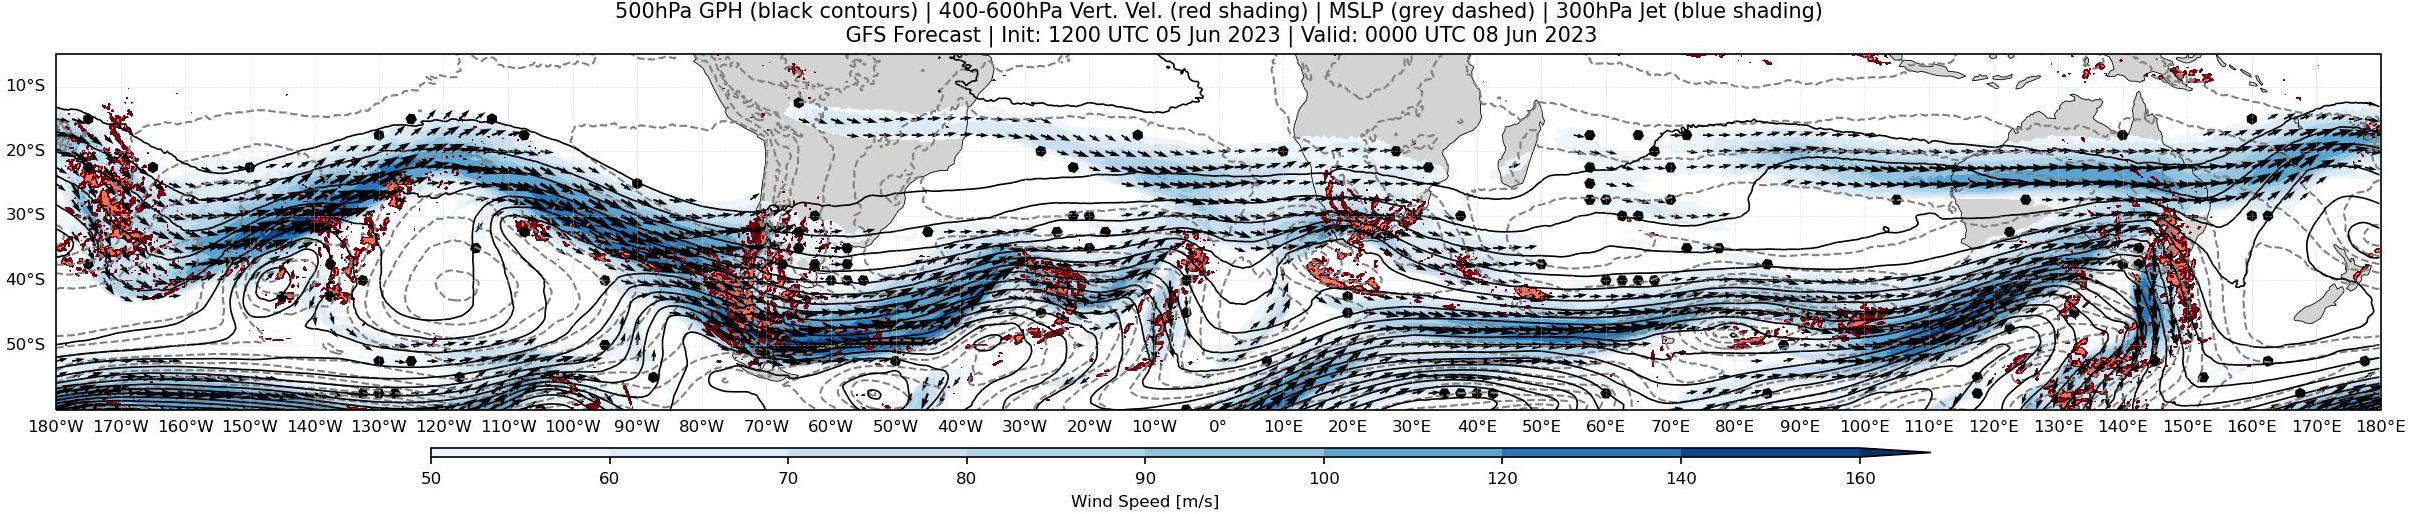 500hPa GPH (black contours) | 400-600hPa Vert. Vel. (red shading) | MSLP (grey dashed) | 300hPa Jet (blue shading)
GFS Forecast | Init: 1200 UTC 05 Jun 2023 | Valid: 0000 UTC 08 Jun 2023
10°S
20°S
30°S
40°S
50°S
180°W 170°W 160°W 150°W 140°W 130°W 120°W 110°W 100°W 90°W 80°W 70°W 60°W 50°W 40°W 30°W 20°W 10°W 0° 10°E 20°E 30°E 40°E 50°E 60°E 70°E 80°E 90°E 100°E 110°E 120°E 130°E 140°E 150°E 160°E 170°E 180°E
50 60 70 80 90 100 120 140 160
Wind Speed [m/s]